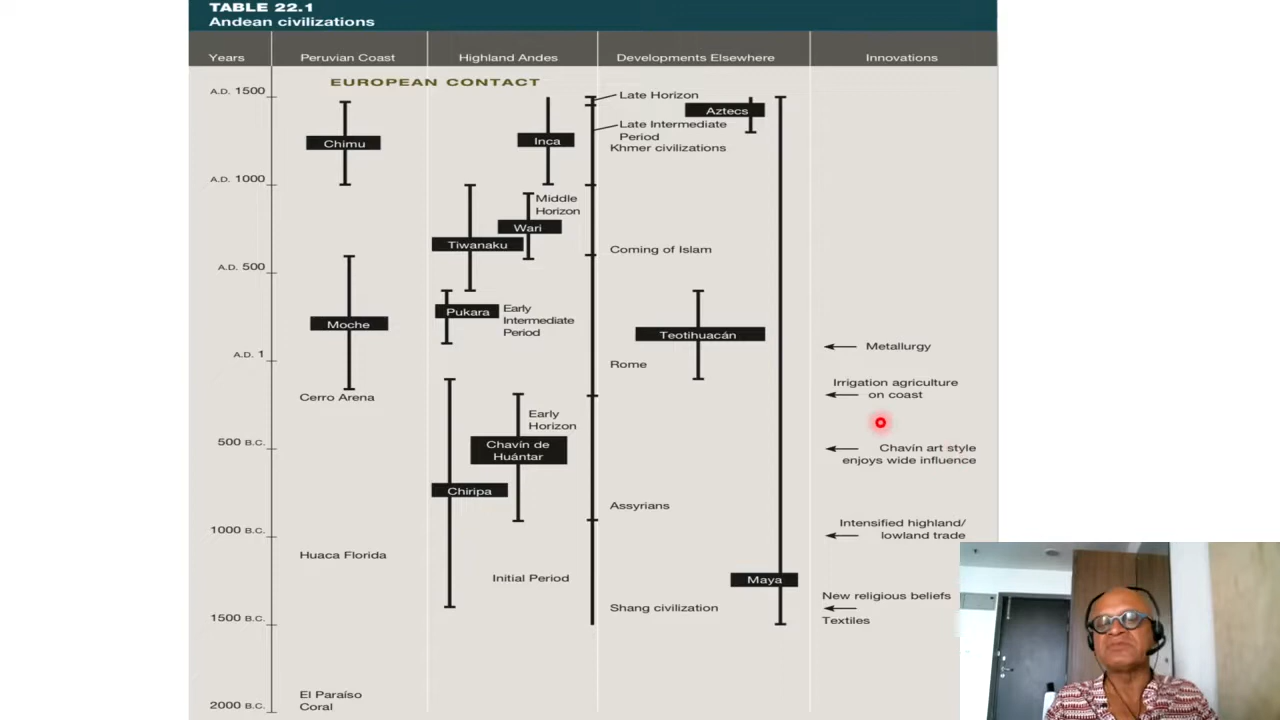 TABLE 22.1
Andean civilizations
Years
Peruvian Coast
Highland Andes
Developments Elsewhere
Innovations
EUROPEAN CONTACT
A.D. 1500
Late Horizon
Aztecs
Late Intermediate
Period
Chimu
Inca
Khmer civilizations
A.D. 1000
Middle
Horizon
Wari
Tiwanaku
Coming of Islam
A.D. 500
Pukara
Early
Intermediate
Period
Moche
Teotihuacán
Metallurgy
A.D. 1
Rome
Irrigation agriculture
on coast
Cerro Arena
Early
Horizon
500 B.C.
Chavín de
Huántar
Chavín art style
enjoys wide influence
Chiripa
Assyrians
1000 B.C.
Intensified highland/
lowland trade
Huaca Florida
Initial Period
Maya
New religious beliefs
Shang civilization
Textiles
1500 B.C.
El Paraíso
Coral
2000 B.C.